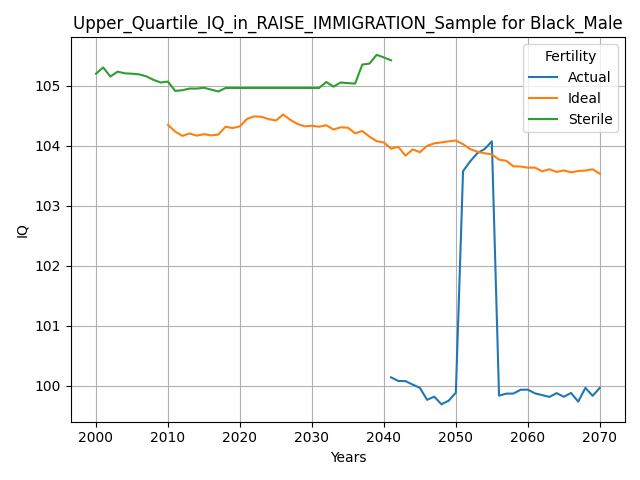 Upper_Quartile_IQ_in_RAISE_IMMIGRATION_Sample for Black_Male
Fertility
Actual
Ideal
Sterile
IQ
105
104
103
102
101
100
2000 2010 2020 2030 2040 2050 2060 2070
Years